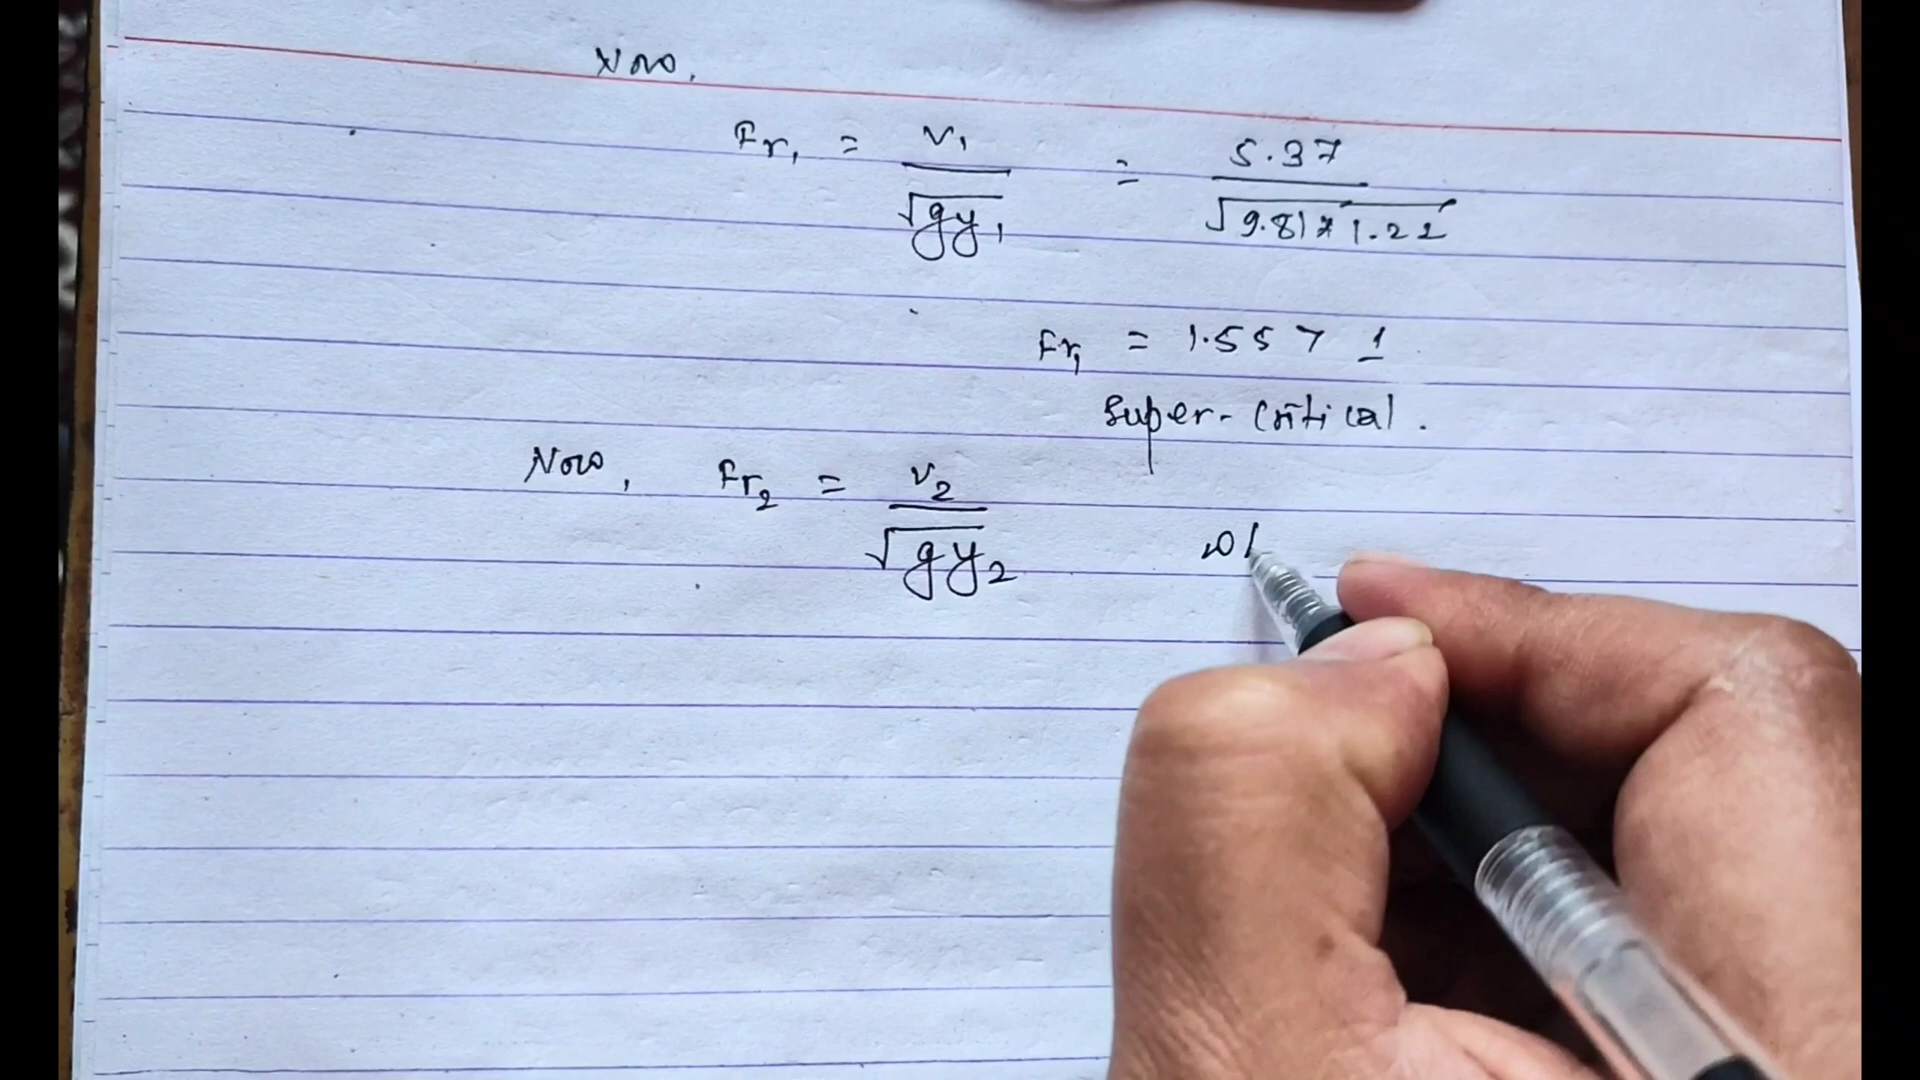 Now,
Fr₁ = V₁ / √gy₁ = 5.37 / √9.81 * 1.22
Fr₁ = 1.55 > 1
Super-critical.
Now, Fr₂ = V₂ / √gy₂